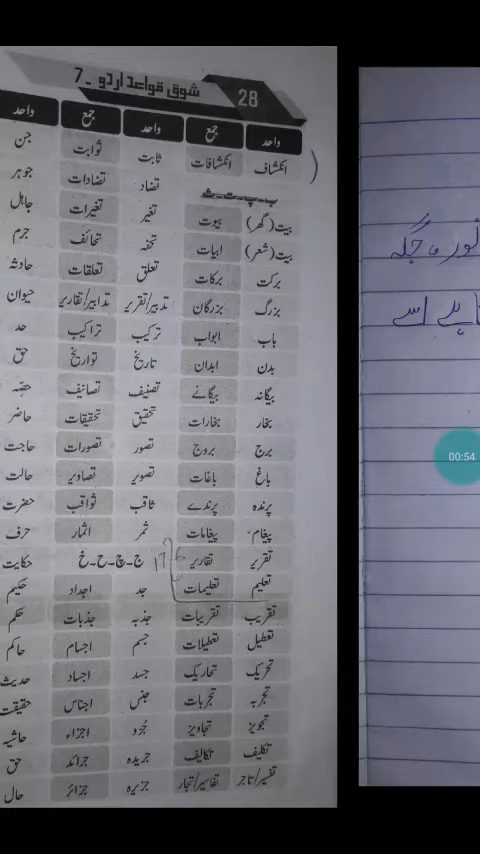 28 شوق قواعد اردو ۔ 7
واحد جمع واحد جمع واحد
انکشاف انکشافات ثابت ثوابت جن
ب۔پ۔ت۔ث تضاد تضادات جوہر
بیت(گھر) بیوت تغیر تغیرات جاہل
بیت(شعر) ابیات تحفہ تحائف جرم
برکت برکات تعلق تعلقات حادثہ
بزرگ بزرگان تدبیر/تقریر تدابیر/تقاریر حیوان
باب ابواب ترکیب تراکیب حد
بدن ابدان تاریخ تواریخ حق
بیگانہ بیگانے تصنیف تصانیف حصّہ
بخار بخارات تحقیق تحقیقات حاضر
برج بروج تصور تصورات حاجت
باغ باغات تصویر تصاویر حالت
پرندہ پرندے ثاقب ثواقب حضرت
پیغام پیغامات ثمر اثمار حرف
تقریر تقاریر ج۔چ۔ح۔خ حکایت
تعلیم تعلیمات جد اجداد حکیم
تقریب تقریبات جذبہ جذبات حکم
تعطیل تعطیلات جسم اجسام حاکم
تحریک تحاریک جسد اجساد حدیث
تجربہ تجربات جنس اجناس حقیقت
تجویز تجاویز جزو اجزاء حاشیہ
تکلیف تکالیف جریدہ جرائد حق
تفسیر/تاجر تفاسیر/تجار جزیرہ جزائر حال
جگہ
00:54